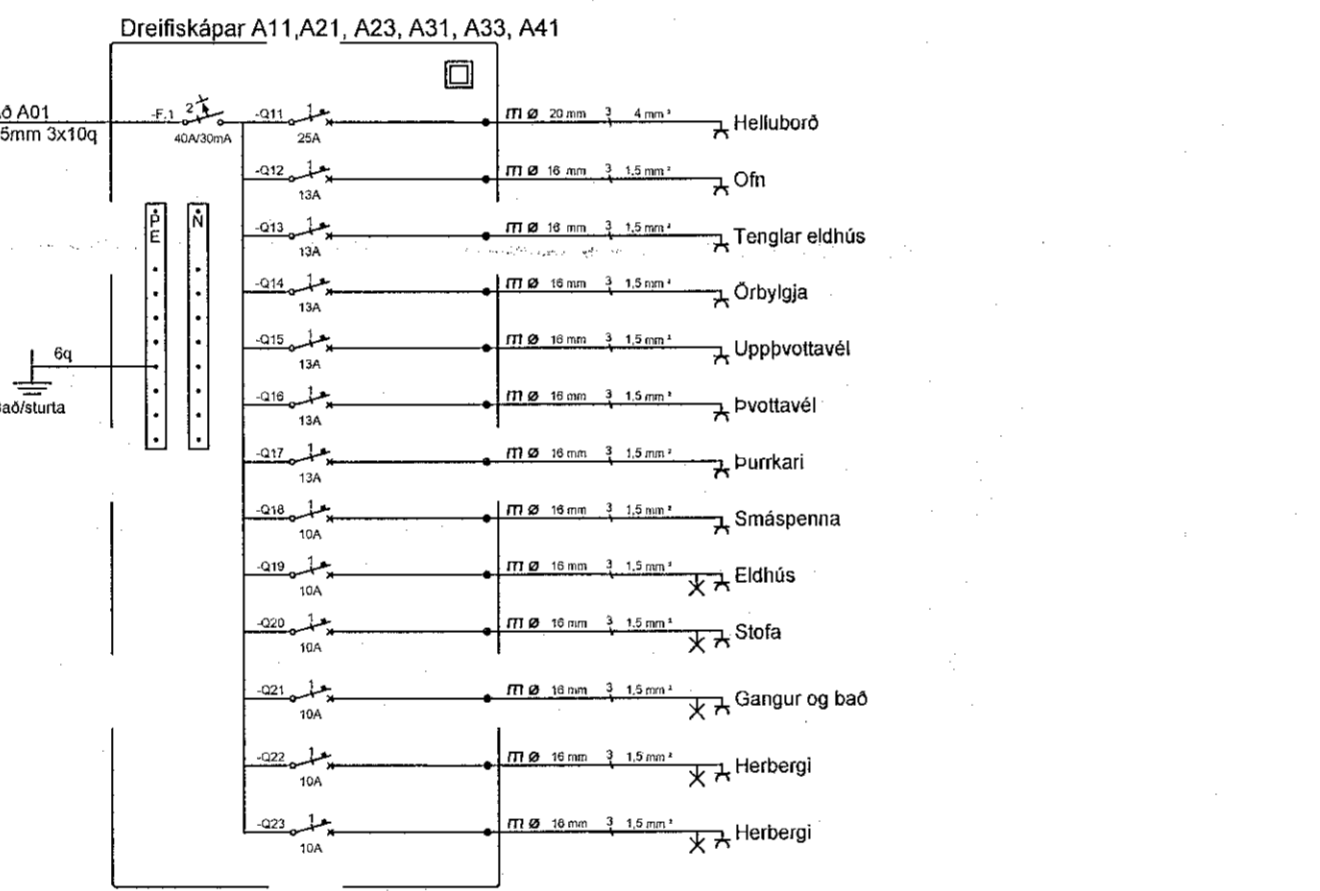 Dreifiskápar A11,A21, A23, A31, A33, A41
A01
5mm 3x10q
-F.1 2 40A/30mA
-Q11 1 25A m ø 20 mm 3 4 mm² Helluborð
-Q12 1 13A m ø 16 mm 3 1,5 mm² Ofn
-Q13 1 13A m ø 16 mm 3 1,5 mm² Tenglar eldhús
-Q14 1 13A m ø 16 mm 3 1,5 mm² Örbylgja
-Q15 1 13A m ø 16 mm 3 1,5 mm² Uppþvottavél
-Q16 1 13A m ø 16 mm 3 1,5 mm² Þvottavél
-Q17 1 13A m ø 16 mm 3 1,5 mm² Þurrkari
-Q18 1 10A m ø 16 mm 3 1,5 mm² Smáspenna
-Q19 1 10A m ø 16 mm 3 1,5 mm² Eldhús
-Q20 1 10A m ø 16 mm 3 1,5 mm² Stofa
-Q21 1 10A m ø 16 mm 3 1,5 mm² Gangur og bað
-Q22 1 10A m ø 16 mm 3 1,5 mm² Herbergi
-Q23 1 10A m ø 16 mm 3 1,5 mm² Herbergi
PE
N
6q
að/sturta